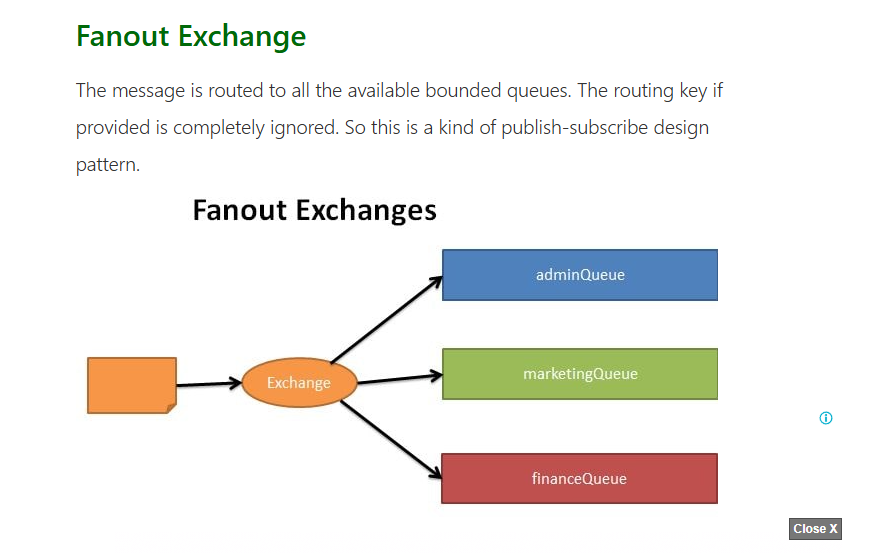 Fanout Exchange
The message is routed to all the available bounded queues. The routing key if
provided is completely ignored. So this is a kind of publish-subscribe design
pattern.
Fanout Exchanges
adminQueue
marketingQueue
Exchange
financeQueue
Close X